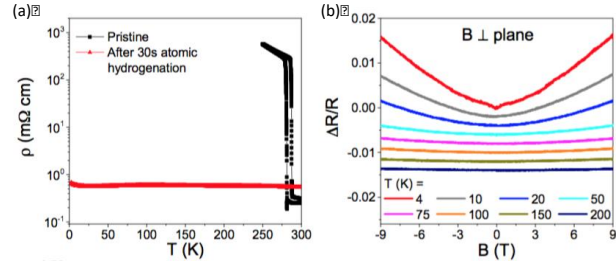 (a)
(b)
Pristine
After 30s atomic
hydrogenation
10³
10²
10¹
10⁰
10⁻¹
ρ (mΩ cm)
0 50 100 150 200 250 300
T (K)
B ⊥ plane
0.02
0.01
0.00
-0.01
-0.02
ΔR/R
T (K) =
4 10 20 50
75 100 150 200
-9 -6 -3 0 3 6 9
B (T)